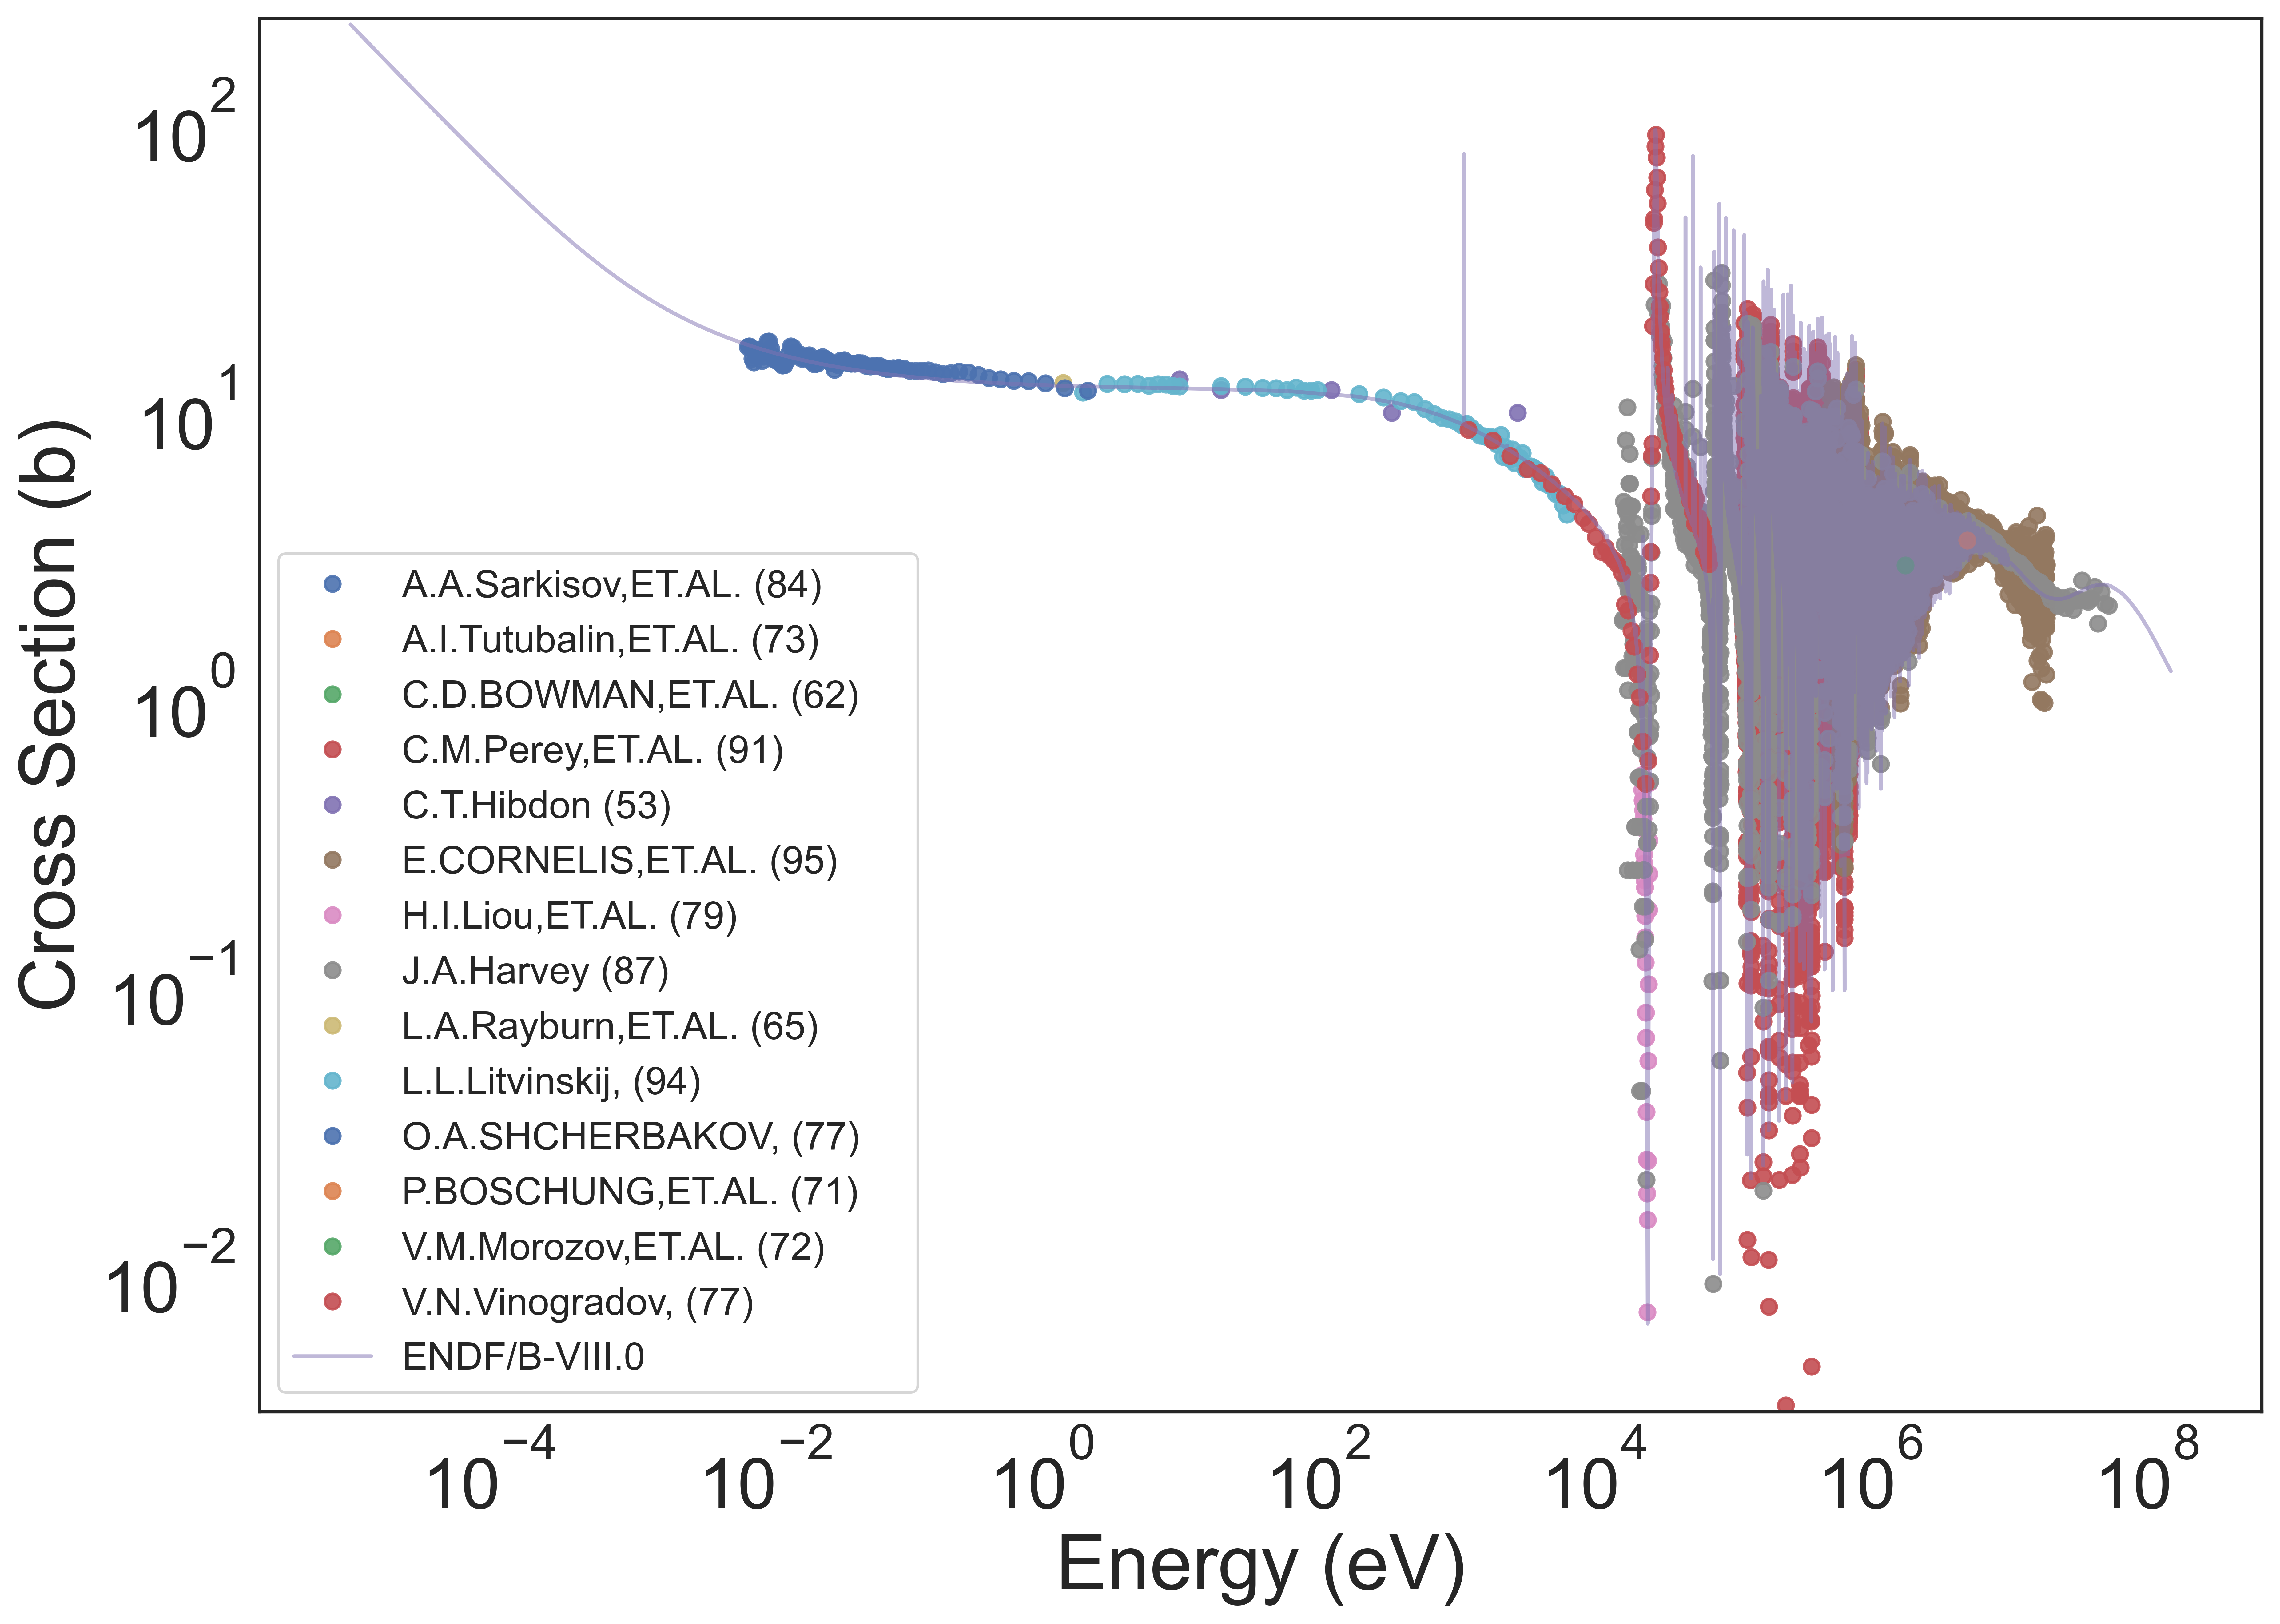 10^2
10^1
10^0
10^−1
10^−2
Cross Section (b)
A.A.Sarkisov,ET.AL. (84)
A.I.Tutubalin,ET.AL. (73)
C.D.BOWMAN,ET.AL. (62)
C.M.Perey,ET.AL. (91)
C.T.Hibdon (53)
E.CORNELIS,ET.AL. (95)
H.I.Liou,ET.AL. (79)
J.A.Harvey (87)
L.A.Rayburn,ET.AL. (65)
L.L.Litvinskij, (94)
O.A.SHCHERBAKOV, (77)
P.BOSCHUNG,ET.AL. (71)
V.M.Morozov,ET.AL. (72)
V.N.Vinogradov, (77)
ENDF/B-VIII.0
10^−4 10^−2 10^0 10^2 10^4 10^6 10^8
Energy (eV)